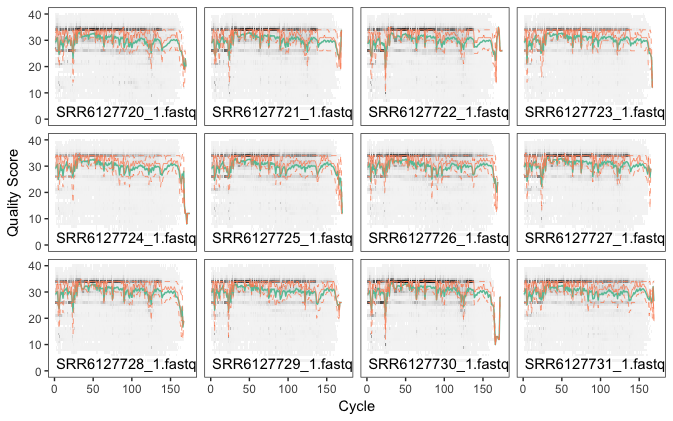 40
30
20
10
0
SRR6127720_1.fastq
SRR6127721_1.fastq
SRR6127722_1.fastq
SRR6127723_1.fastq
40
30
20
10
0
SRR6127724_1.fastq
SRR6127725_1.fastq
SRR6127726_1.fastq
SRR6127727_1.fastq
40
30
20
10
0
SRR6127728_1.fastq
SRR6127729_1.fastq
SRR6127730_1.fastq
SRR6127731_1.fastq
Quality Score
0 50 100 150
0 50 100 150
0 50 100 150
0 50 100 150
Cycle